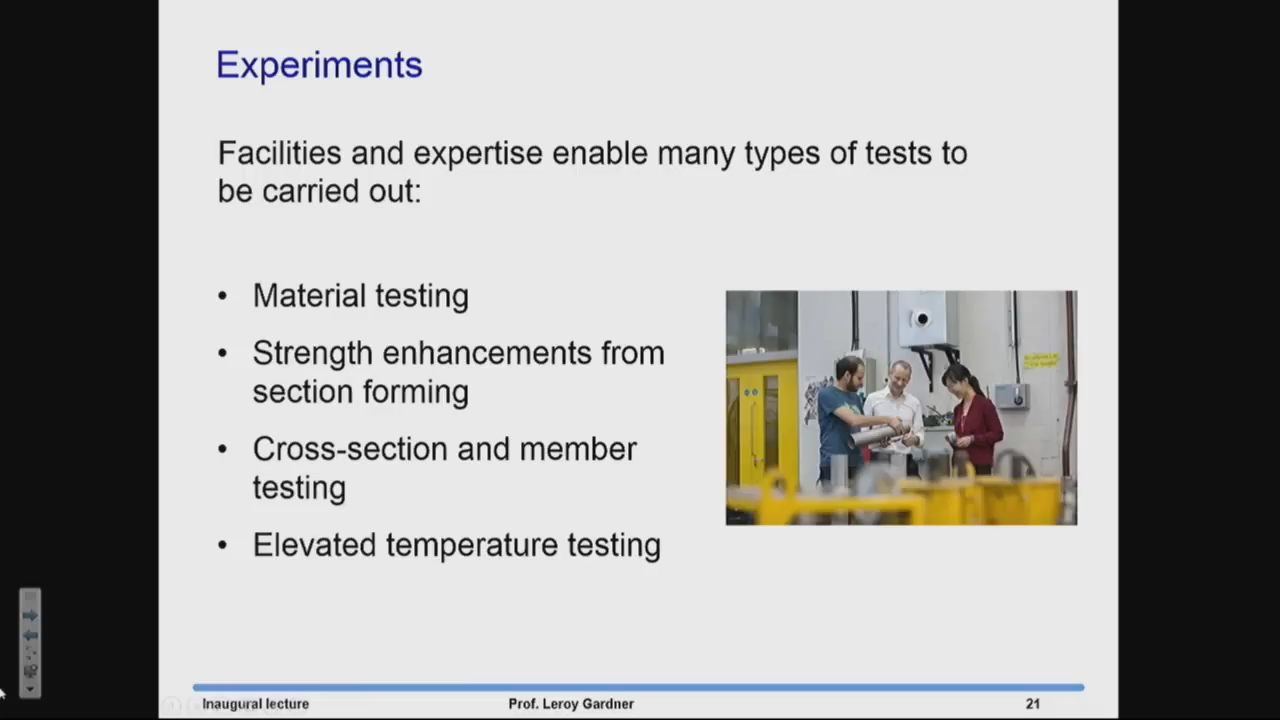 Experiments
Facilities and expertise enable many types of tests to
be carried out:
• Material testing
• Strength enhancements from
section forming
• Cross-section and member
testing
• Elevated temperature testing
Inaugural lecture
Prof. Leroy Gardner
21